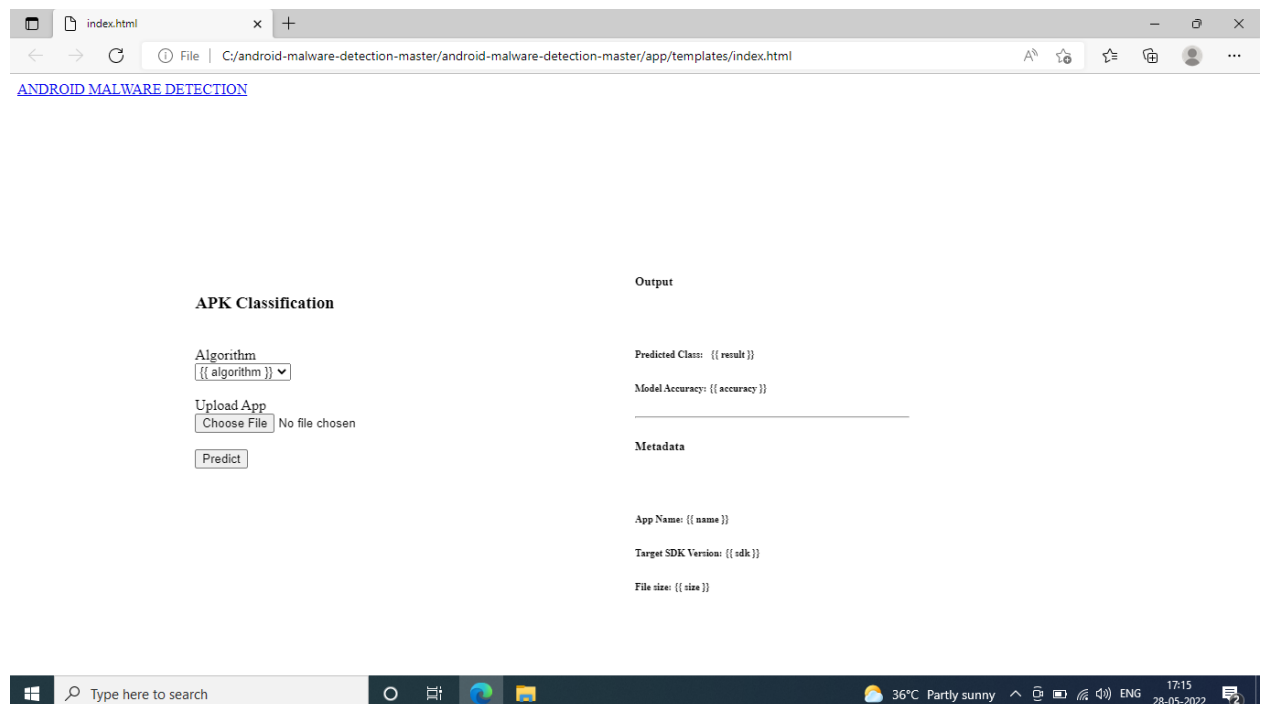 index.html
File | C:/android-malware-detection-master/android-malware-detection-master/app/templates/index.html
ANDROID MALWARE DETECTION
APK Classification
Algorithm
{{ algorithm }}
Upload App
Choose File No file chosen
Predict
Output
Predicted Class: {{ result }}
Model Accuracy: {{ accuracy }}
Metadata
App Name: {{ name }}
Target SDK Version: {{ sdk }}
File size: {{ size }}
Type here to search
36°C Partly sunny
ENG
17:15
28-05-2022
2